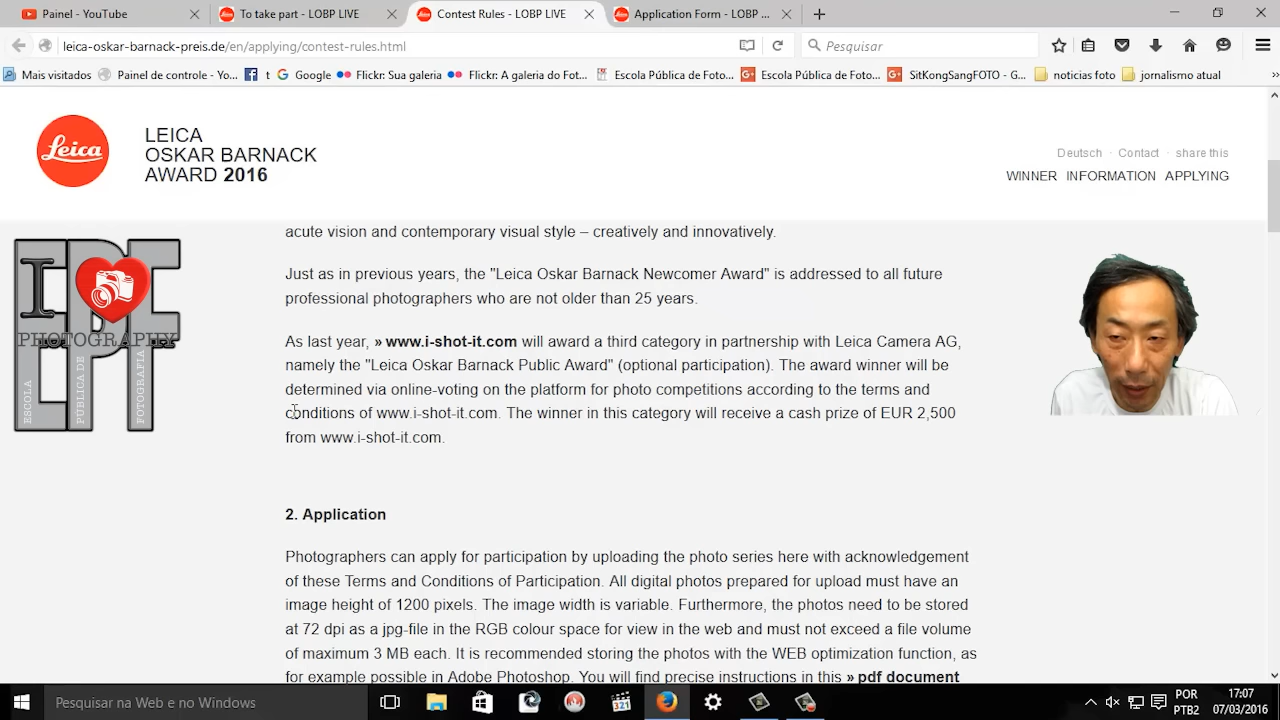 Painel - YouTube
To take part - LOBP LIVE
Contest Rules - LOBP LIVE
Application Form - LOBP ...
leica-oskar-barnack-preis.de/en/applying/contest-rules.html
Pesquisar
Mais visitados
Painel de controle - Yo...
t
Google
Flickr: Sua galeria
Flickr: A galeria do Fot...
Escola Pública de Foto...
Escola Pública de Foto...
SitKongSangFOTO - G...
noticias foto
jornalismo atual
Leica
LEICA
OSKAR BARNACK
AWARD 2016
Deutsch · Contact · share this
WINNER INFORMATION APPLYING
I
PHOTOGRAPHY
ESCOLA
PÚBLICA DE
FOTOGRAFIA
acute vision and contemporary visual style – creatively and innovatively.
Just as in previous years, the "Leica Oskar Barnack Newcomer Award" is addressed to all future
professional photographers who are not older than 25 years.
As last year, » www.i-shot-it.com will award a third category in partnership with Leica Camera AG,
namely the "Leica Oskar Barnack Public Award" (optional participation). The award winner will be
determined via online-voting on the platform for photo competitions according to the terms and
conditions of www.i-shot-it.com. The winner in this category will receive a cash prize of EUR 2,500
from www.i-shot-it.com.
2. Application
Photographers can apply for participation by uploading the photo series here with acknowledgement
of these Terms and Conditions of Participation. All digital photos prepared for upload must have an
image height of 1200 pixels. The image width is variable. Furthermore, the photos need to be stored
at 72 dpi as a jpg-file in the RGB colour space for view in the web and must not exceed a file volume
of maximum 3 MB each. It is recommended storing the photos with the WEB optimization function, as
for example possible in Adobe Photoshop. You will find precise instructions in this » pdf document
Pesquisar na Web e no Windows
321
POR
PTB2
17:07
07/03/2016